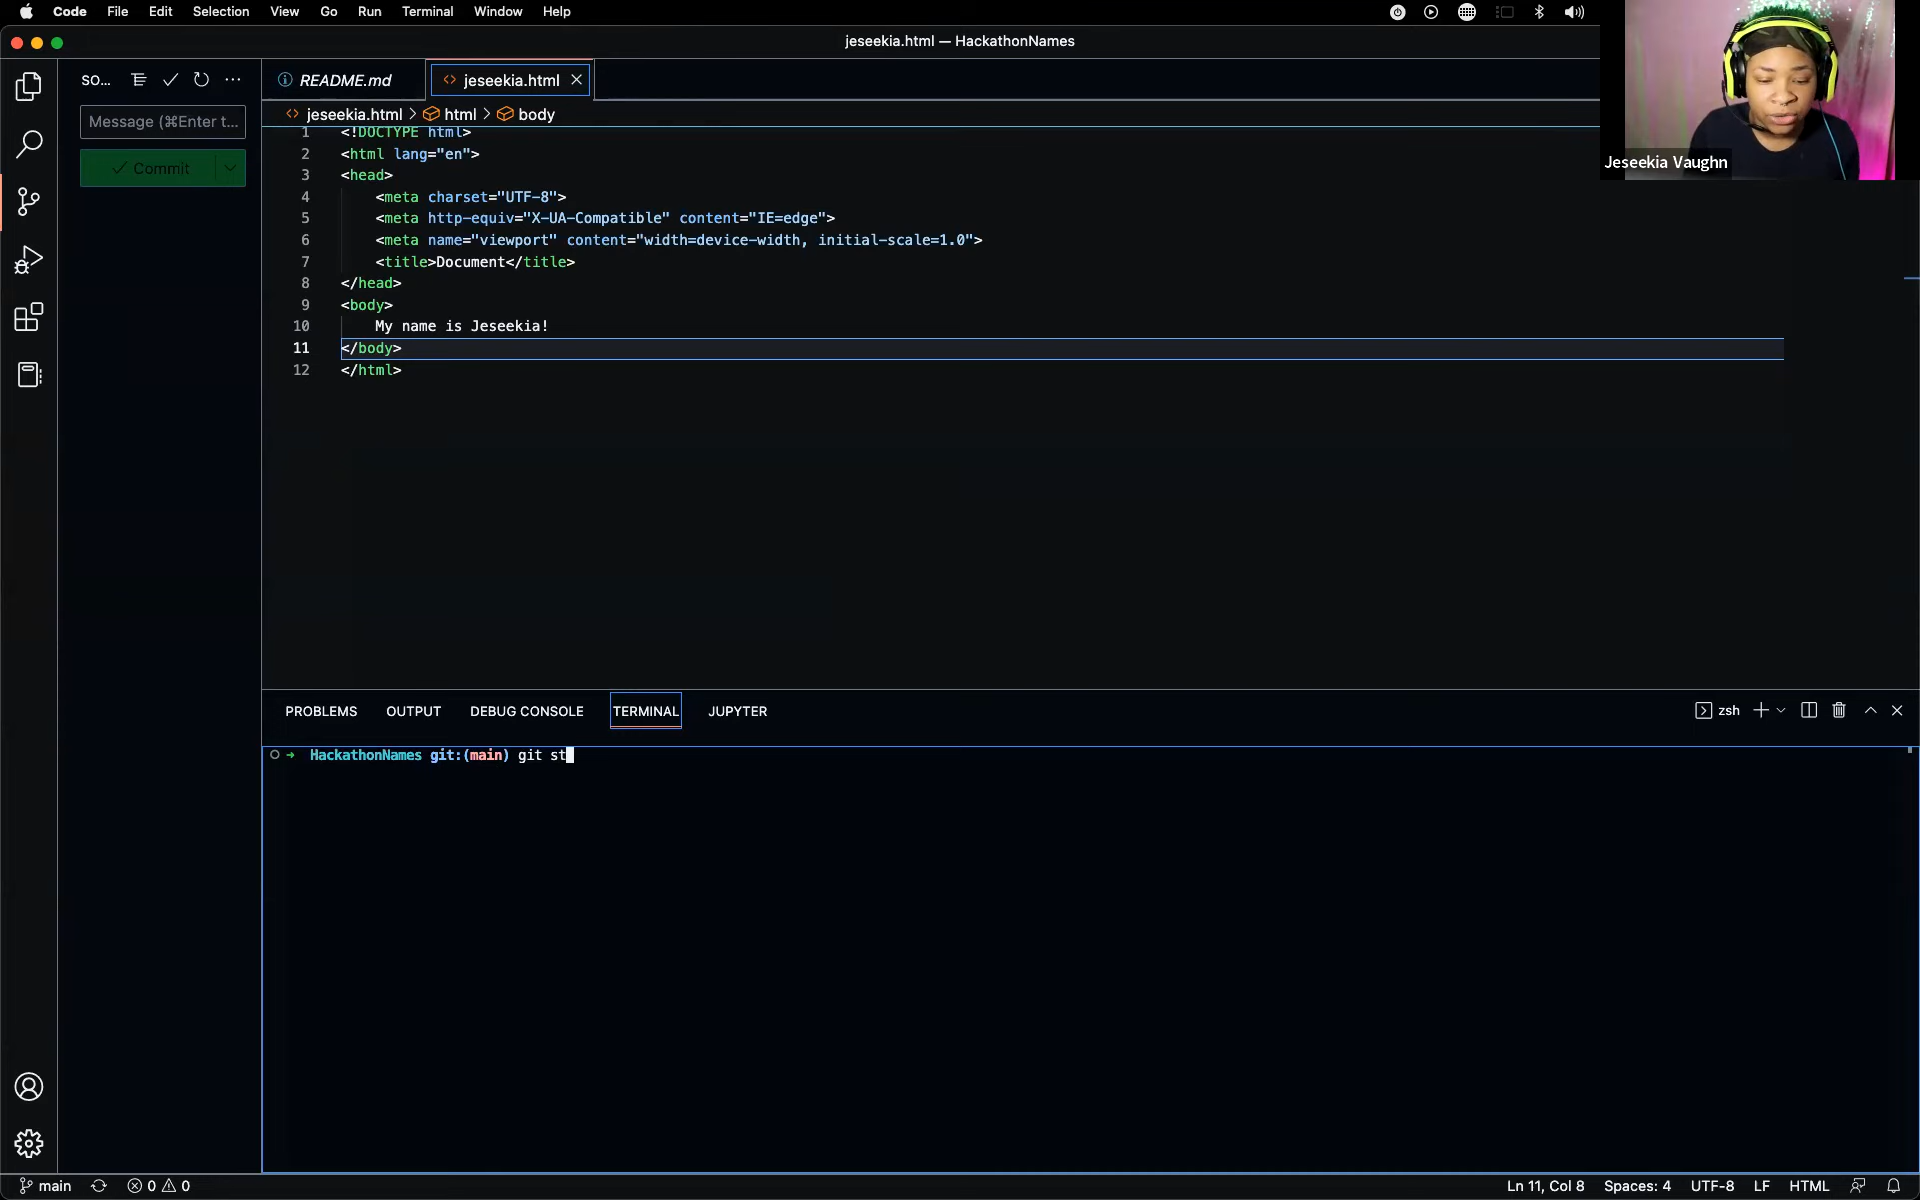 Code File Edit Selection View Go Run Terminal Window Help
jeseekia.html — HackathonNames
SO...
README.md
jeseekia.html
Message (⌘Enter t...
jeseekia.html > html > body
Commit
1 <!DOCTYPE html>
2 <html lang="en">
3 <head>
4 <meta charset="UTF-8">
5 <meta http-equiv="X-UA-Compatible" content="IE=edge">
6 <meta name="viewport" content="width=device-width, initial-scale=1.0">
7 <title>Document</title>
8 </head>
9 <body>
10 My name is Jeseekia!
11 </body>
12 </html>
Jeseekia Vaughn
PROBLEMS OUTPUT DEBUG CONSOLE TERMINAL JUPYTER
zsh
HackathonNames git:(main) git st
main 0 0
Ln 11, Col 8 Spaces: 4 UTF-8 LF HTML